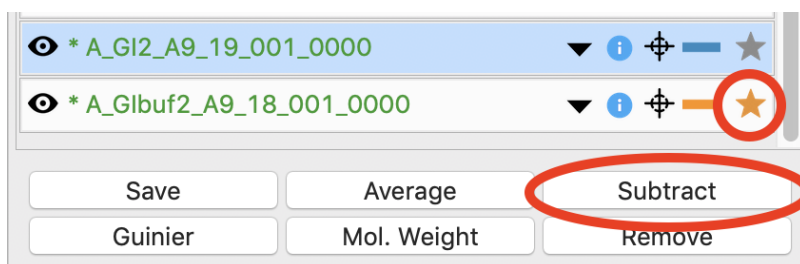 * A_GI2_A9_19_001_0000
* A_GIbuf2_A9_18_001_0000
Save Average Subtract
Guinier Mol. Weight Remove